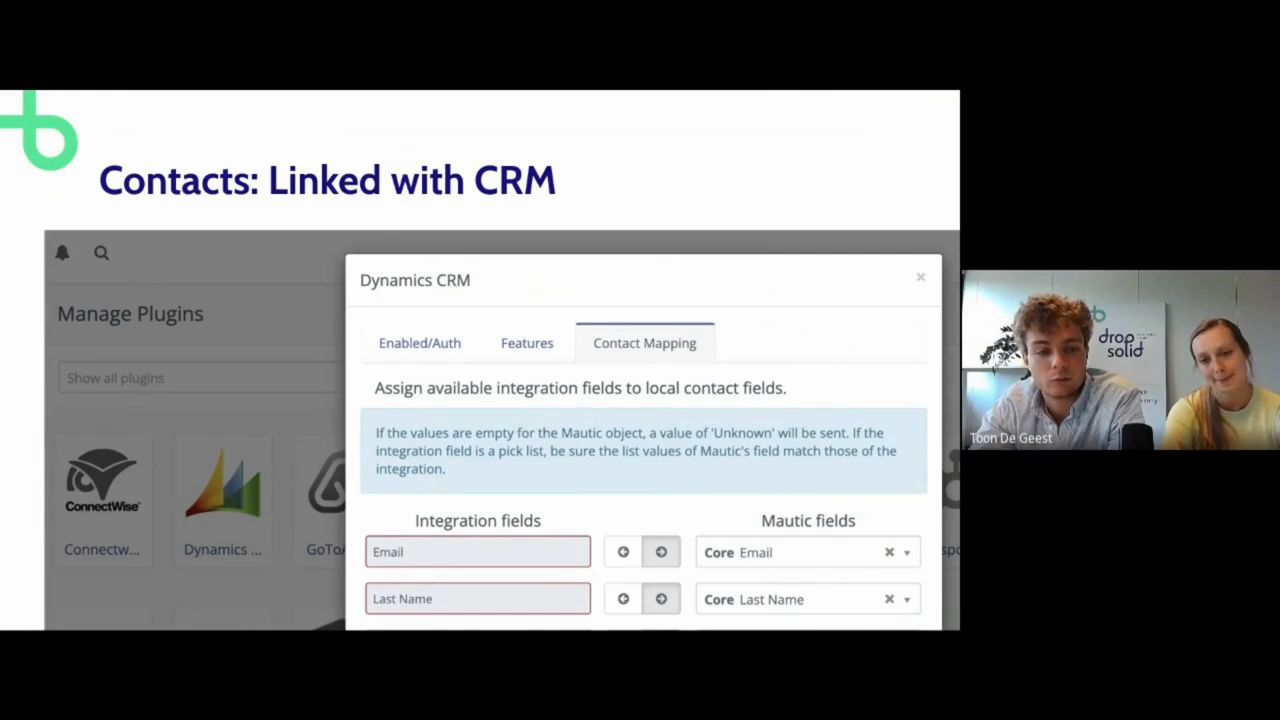 Contacts: Linked with CRM
Dynamics CRM
×
Manage Plugins
Enabled/Auth
Features
Contact Mapping
Show all plugins
Assign available integration fields to local contact fields.
If the values are empty for the Mautic object, a value of 'Unknown' will be sent. If the
integration field is a pick list, be sure the list values of Mautic's field match those of the
integration.
ConnectWise
Integration fields
Mautic fields
Connectw...
Dynamics ...
Email
Core Email
Last Name
Core Last Name
drop
solid
Toon De Geest